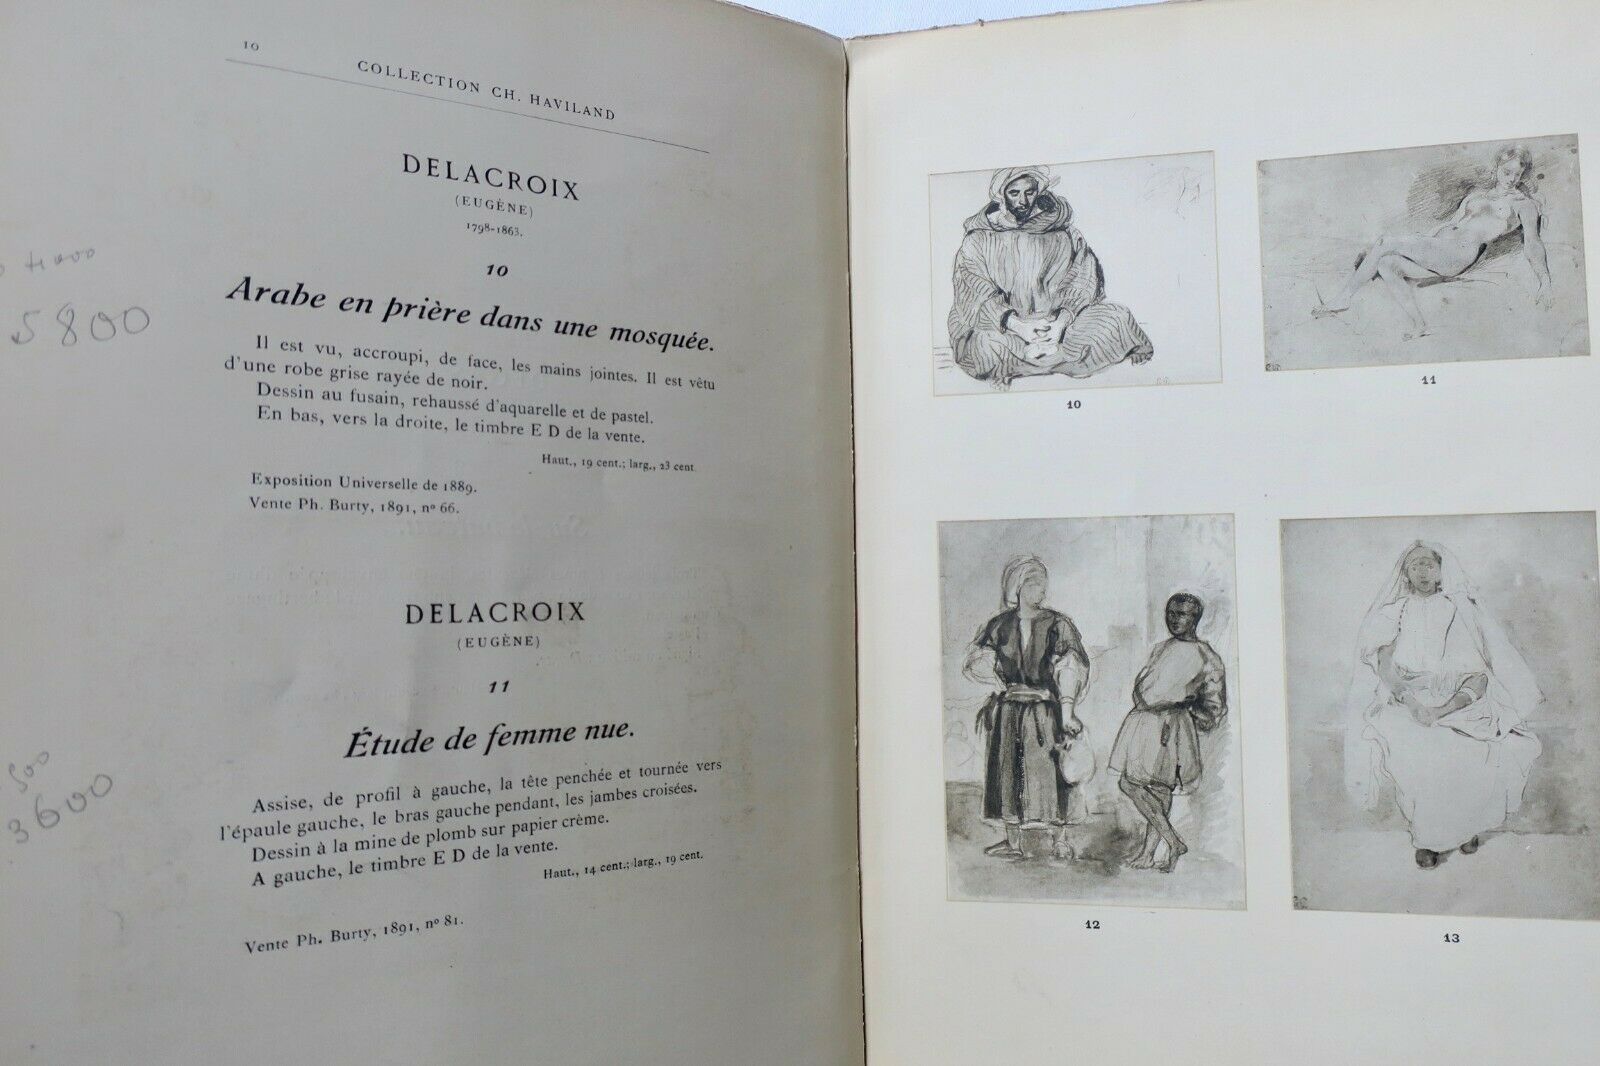 10
COLLECTION CH. HAVILAND
DELACROIX
(EUGÈNE)
1798-1863.
10
Arabe en prière dans une mosquée.
Il est vu, accroupi, de face, les mains jointes. Il est vêtu
d'une robe grise rayée de noir.
Dessin au fusain, rehaussé d'aquarelle et de pastel.
En bas, vers la droite, le timbre E D de la vente.
Haut., 19 cent.; larg., 23 cent.
Exposition Universelle de 1889.
Vente Ph. Burty, 1891, nº 66.
5800
DELACROIX
(EUGÈNE)
11
Étude de femme nue.
Assise, de profil à gauche, la tête penchée et tournée vers
l'épaule gauche, le bras gauche pendant, les jambes croisées.
Dessin à la mine de plomb sur papier crème.
A gauche, le timbre E D de la vente.
Haut., 14 cent.; larg., 19 cent.
Vente Ph. Burty, 1891, nº 81.
500
3600
10
11
12
13